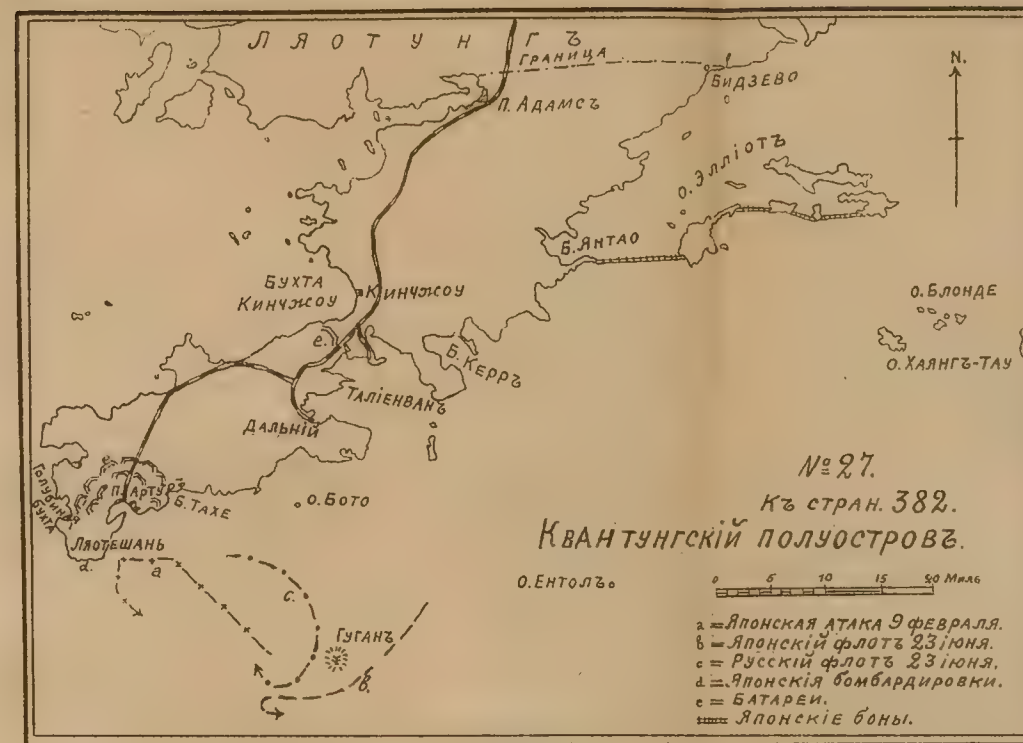 ЛЯОТУНГЪ
ГРАНИЦА
N.
БИДЗЕВО
П. АДАМСЪ
О. ЭЛЛІОТЪ
Б. ЯНТАО
БУХТА
КИНЧЖОУ
КИНЧЖОУ
О. БЛОНДЕ
e.
Б. КЕРРЪ
О. ХАЯНГЪ-ТАУ
ТАЛІЕНВАНЪ
ДАЛЬНІЙ
ГОЛУБИНАЯ
БУХТА
П. АРТУРЪ
Б. ТАХЕ
О. БОТО
№ 27.
КЪ СТРАН. 382.
КВАНТУНГСКІЙ ПОЛУОСТРОВЪ.
ЛЯОТЕШАНЬ
d.
a
c.
О. ЕНТОЛЪ
0 5 10 15 20 Миль
ГУГАНЪ
b.
a = ЯПОНСКАЯ АТАКА 9 ФЕВРАЛЯ.
b = ЯПОНСКІЙ ФЛОТЪ 23 ІЮНЯ.
c = РУССКІЙ ФЛОТЪ 23 ІЮНЯ.
d = ЯПОНСКІЯ БОМБАРДИРОВКИ.
e = БАТАРЕИ.
ЯПОНСКІЕ БОНЫ.